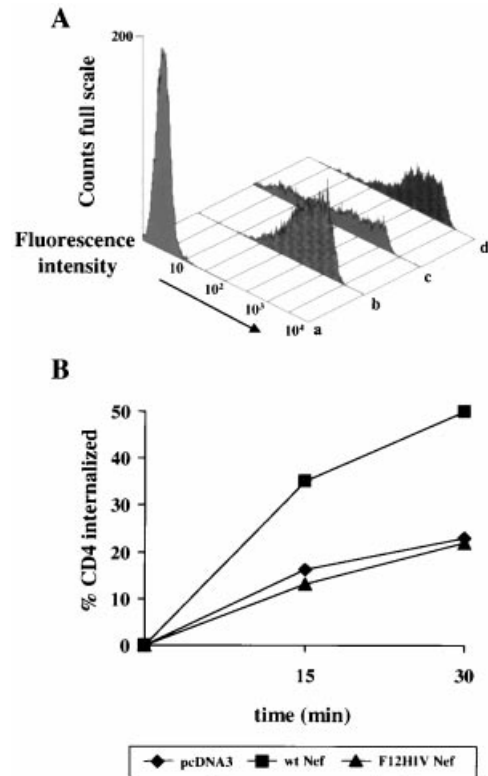 A
200
Counts full scale
Fluorescence
intensity
10
10²
10³
10⁴
a
b
c
d
B
% CD4 internalized
50
40
30
20
10
0
15
30
time (min)
pcDNA3 wt Nef F12HIV Nef